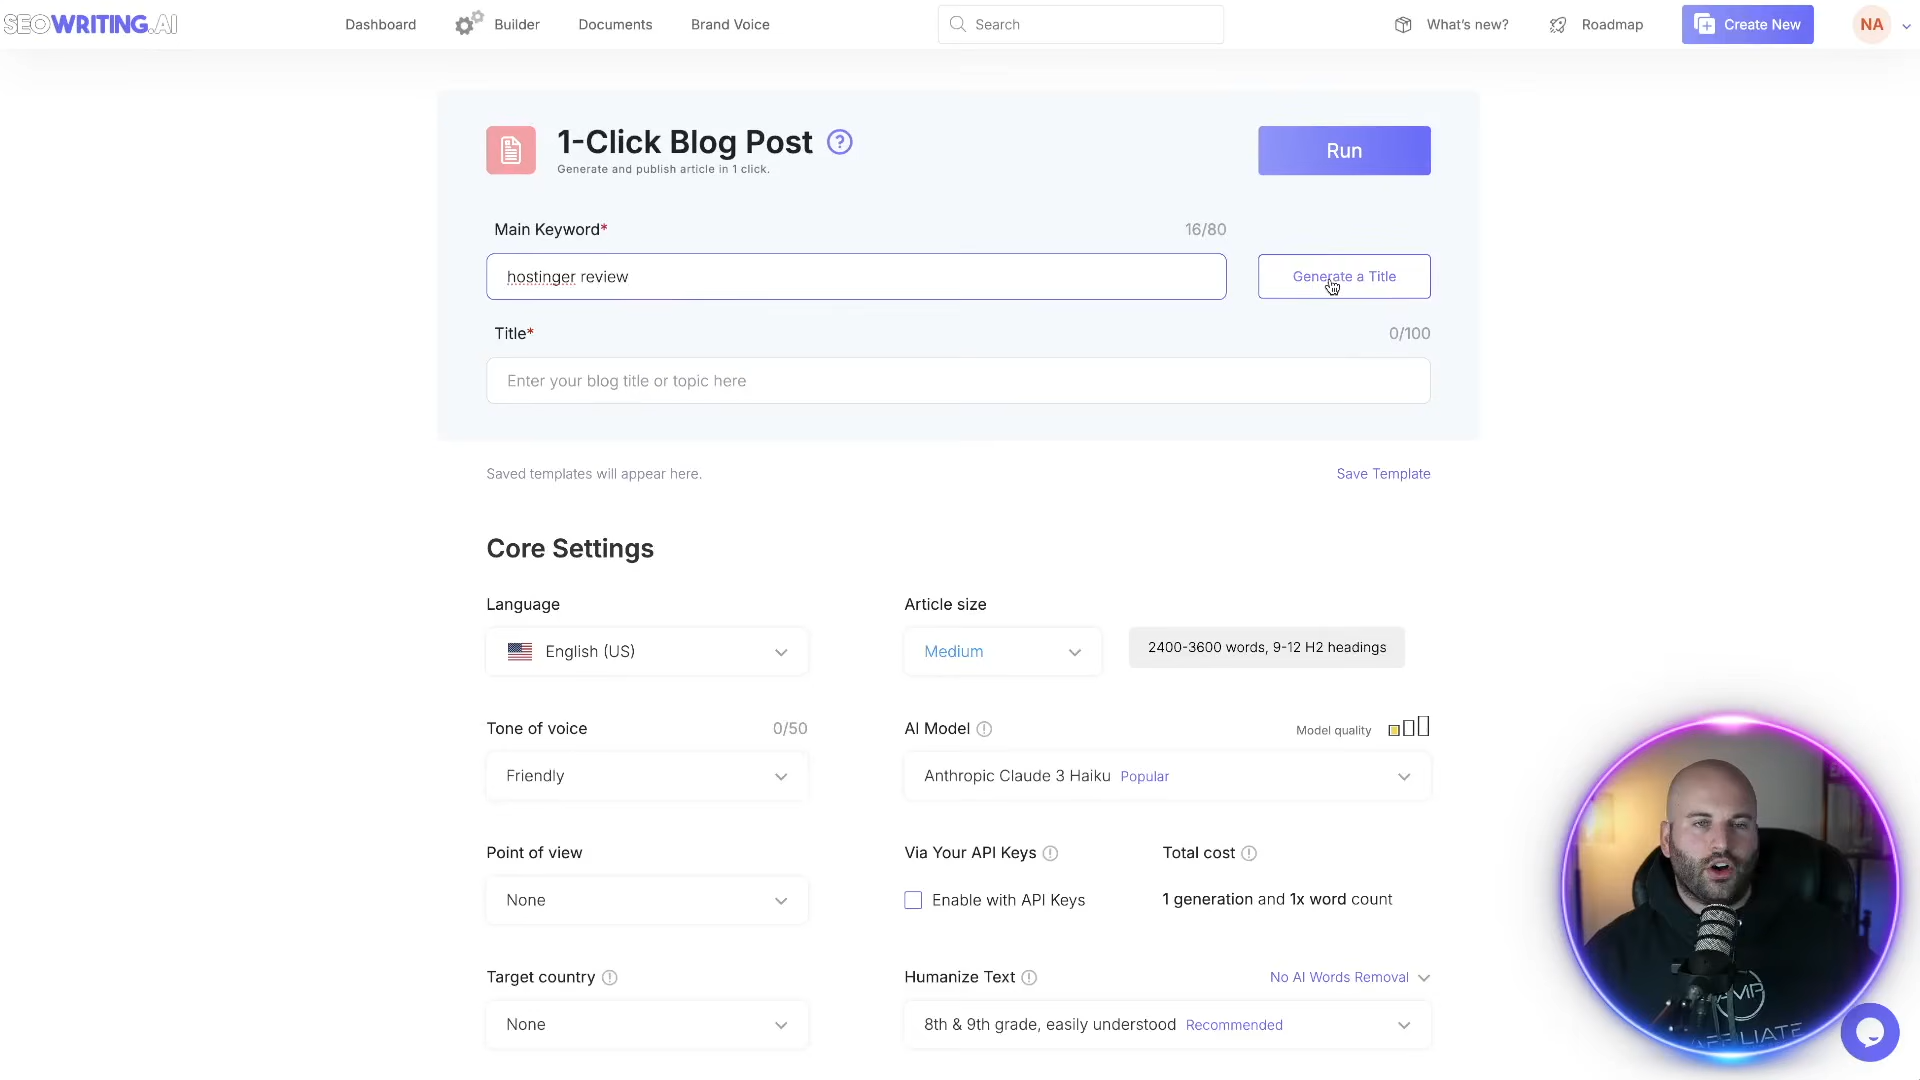 SEOWRITING.AI
Dashboard
Builder
Documents
Brand Voice
Search
What's new?
Roadmap
Create New
NA
1-Click Blog Post ?
Generate and publish article in 1 click.
Run
Main Keyword*
16/80
hostinger review
Generate a Title
Title*
0/100
Enter your blog title or topic here
Saved templates will appear here.
Save Template
Core Settings
Language
Article size
English (US)
Medium
2400-3600 words, 9-12 H2 headings
Tone of voice
0/50
AI Model
Model quality
Friendly
Anthropic Claude 3 Haiku Popular
Point of view
Via Your API Keys
Total cost
None
Enable with API Keys
1 generation and 1x word count
Target country
Humanize Text
No AI Words Removal
None
8th & 9th grade, easily understood Recommended
AFFILIATE